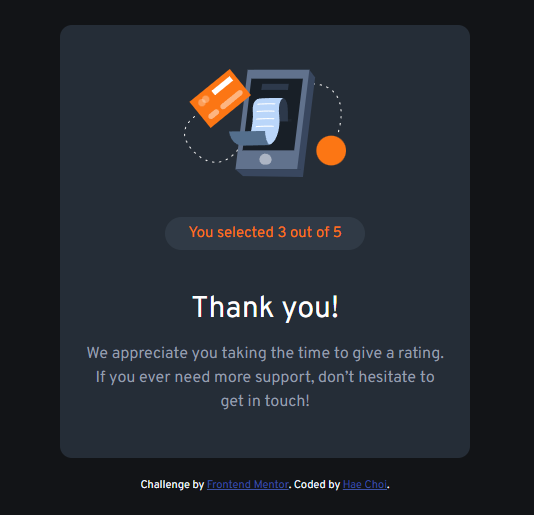 You selected 3 out of 5
Thank you!
We appreciate you taking the time to give a rating.
If you ever need more support, don’t hesitate to
get in touch!
Challenge by Frontend Mentor. Coded by Hae Choi.